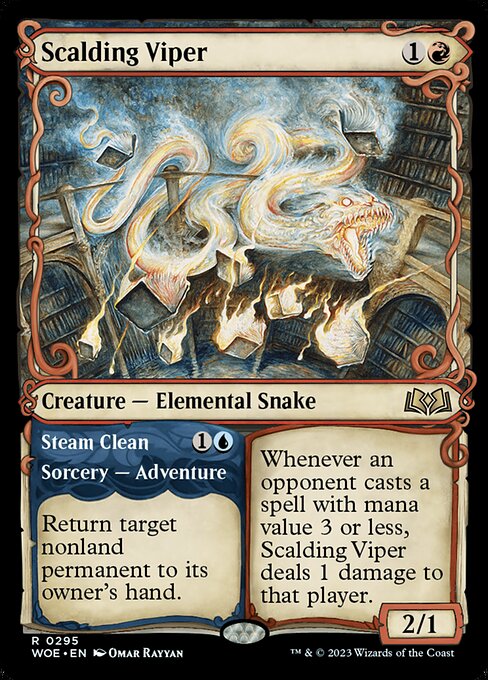 Scalding Viper 1
Creature — Elemental Snake
Steam Clean 1
Sorcery — Adventure
Return target
nonland
permanent to its
owner's hand.
Whenever an
opponent casts a
spell with mana
value 3 or less,
Scalding Viper
deals 1 damage to
that player.
2/1
R 0295
WOE • EN Omar Rayyan
™ & © 2023 Wizards of the Coast